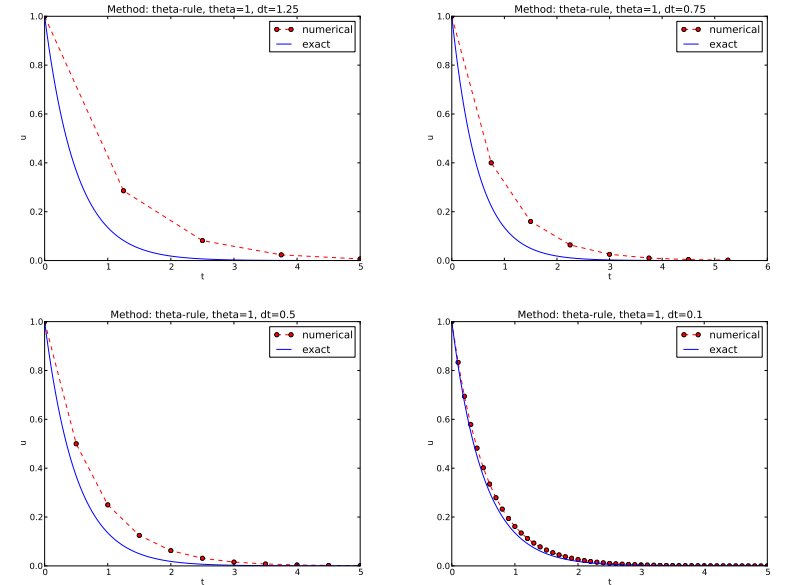 Method: theta-rule, theta=1, dt=1.25
numerical
exact
1.0
0.8
0.6
0.4
0.2
0.0
u
0 1 2 3 4 5
t
Method: theta-rule, theta=1, dt=0.75
numerical
exact
1.0
0.8
0.6
0.4
0.2
0.0
u
0 1 2 3 4 5 6
t
Method: theta-rule, theta=1, dt=0.5
numerical
exact
1.0
0.8
0.6
0.4
0.2
0.0
u
0 1 2 3 4 5
t
Method: theta-rule, theta=1, dt=0.1
numerical
exact
1.0
0.8
0.6
0.4
0.2
0.0
u
0 1 2 3 4 5
t